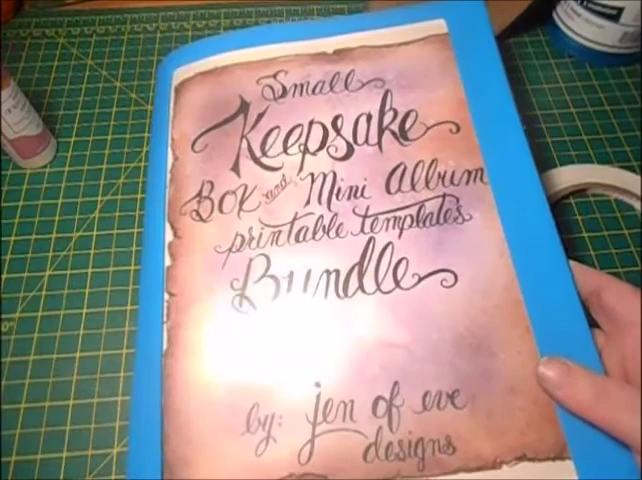 Small
Keepsake
Box and Mini Album
printable templates
Bundle
by: jen of eve
designs